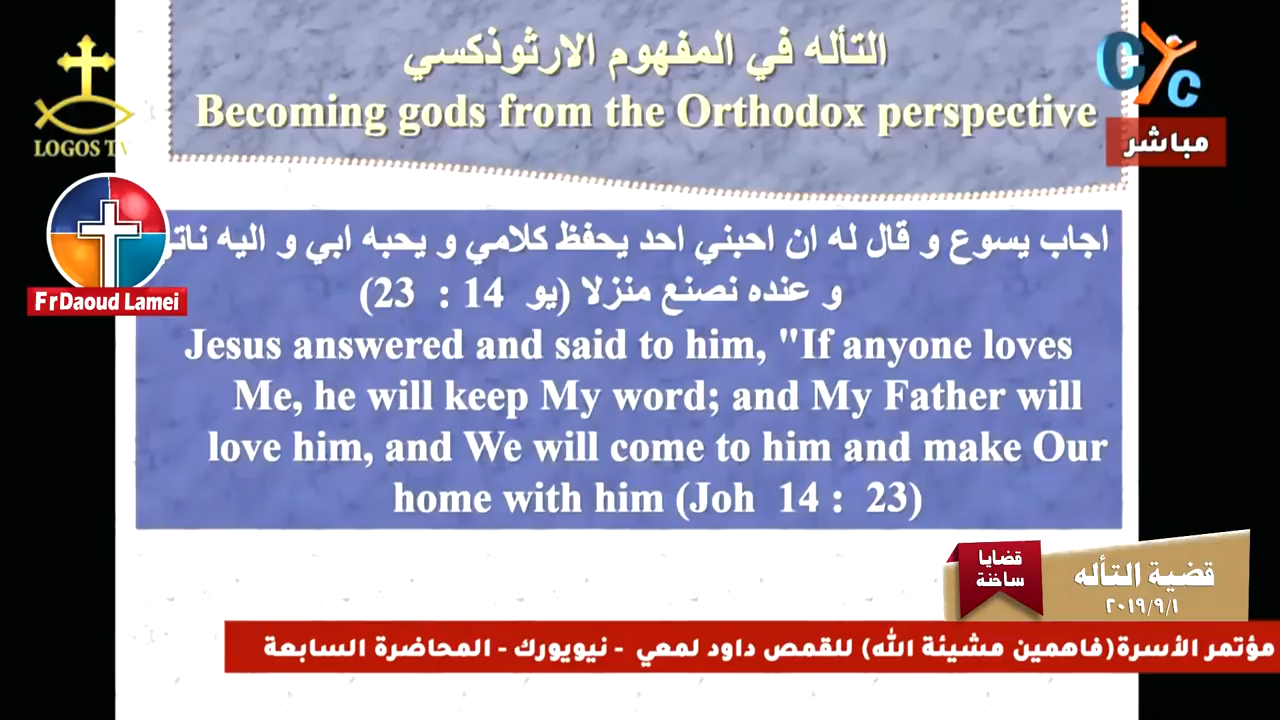 التأله في المفهوم الارثوذكسي
Becoming gods from the Orthodox perspective
LOGOS TV
CYC
مباشر
FrDaoud Lamei
اجاب يسوع و قال له ان احبني احد يحفظ كلامي و يحبه ابي و اليه
و عنده نصنع منزلا (يو 14 : 23)
Jesus answered and said to him, "If anyone loves
Me, he will keep My word; and My Father will
love him, and We will come to him and make Our
home with him (Joh 14 : 23)
قضايا
ساخنة
قضية التأله
٢٠١٩/٩/١
مؤتمر الأسرة(فاهمين مشيئة الله) للقمص داود لمعي - نيويورك - المحاضرة السابعة